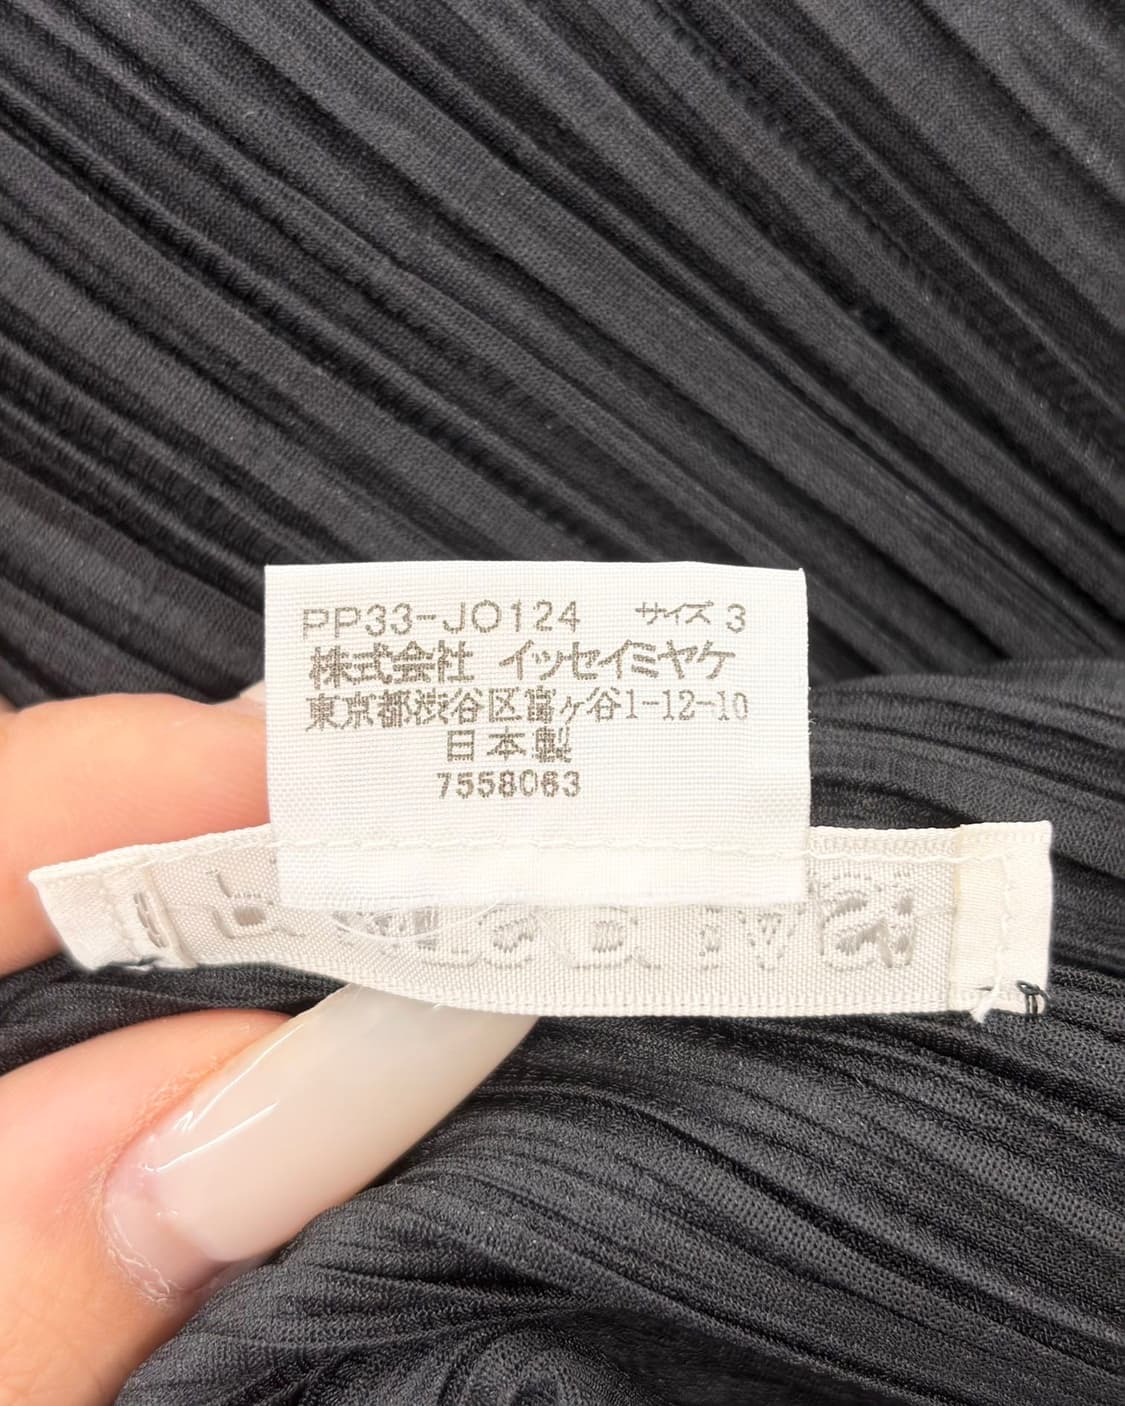 PP33-JO124 サイズ 3
株式会社 イッセイミヤケ
東京都渋谷区富ヶ谷1-12-10
日本製
7558063